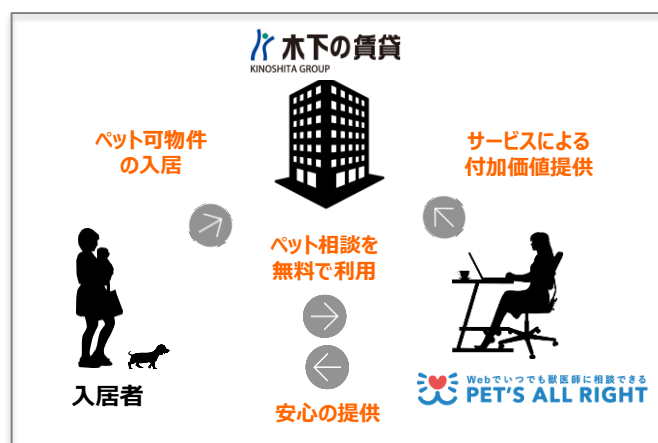 木下の賃貸
KINOSHITA GROUP
ペット可物件
の入居
サービスによる
付加価値提供
ペット相談を
無料で利用
入居者
安心の提供
Webでいつでも獣医師に相談できる
PET'S ALL RIGHT